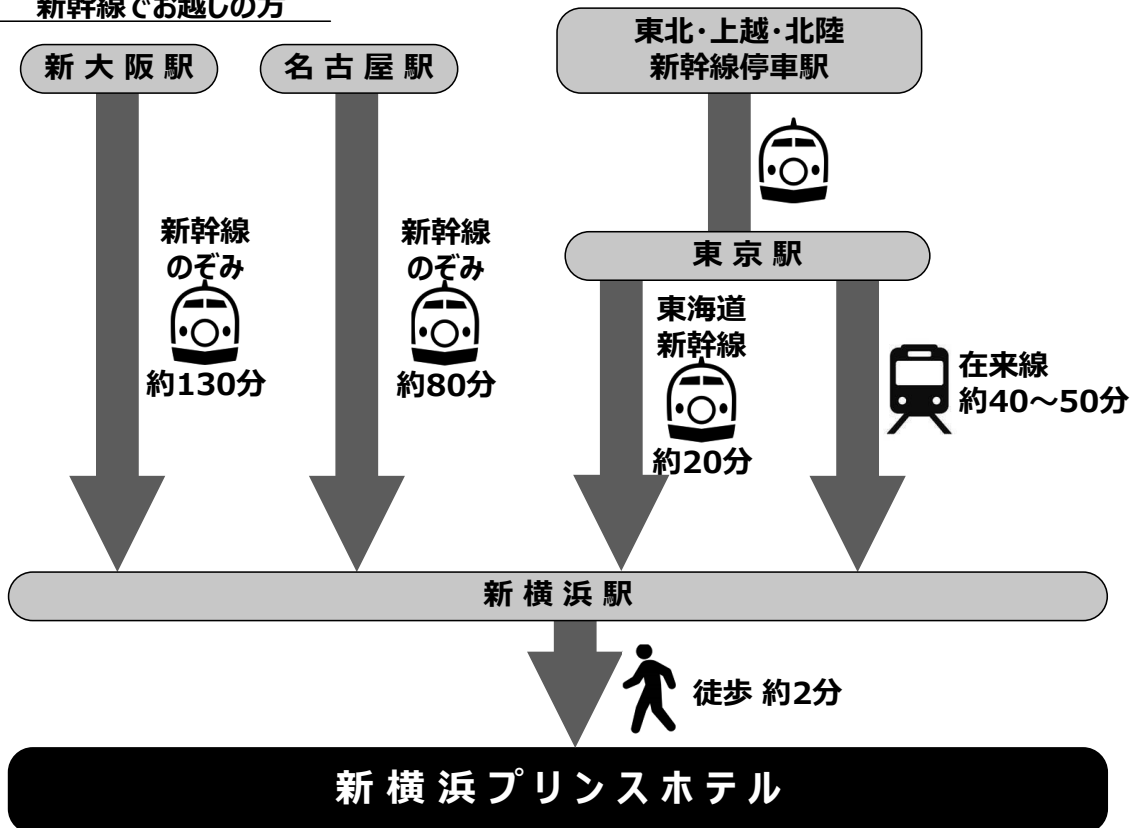 新幹線でお越しの方
新大阪駅
名古屋駅
東北・上越・北陸
新幹線停車駅
東京駅
新幹線
のぞみ
約130分
新幹線
のぞみ
約80分
東海道
新幹線
約20分
在来線
約40～50分
新横浜駅
徒歩 約2分
新横浜プリンスホテル